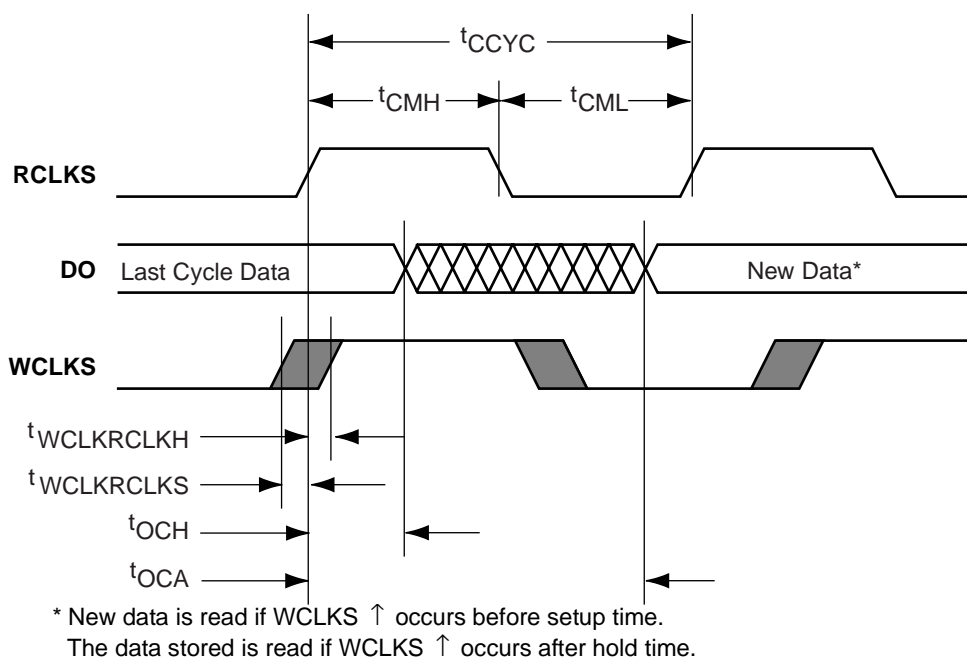 tCCYC
tCMH tCML
RCLKS
DO Last Cycle Data New Data*
WCLKS
tWCLKRCLKH
tWCLKRCLKS
tOCH
tOCA
* New data is read if WCLKS ↑ occurs before setup time.
The data stored is read if WCLKS ↑ occurs after hold time.